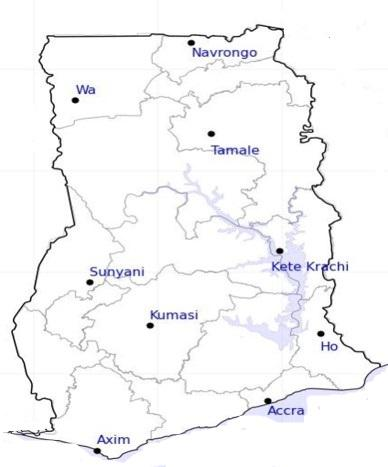 Navrongo
Wa
Tamale
Kete Krachi
Sunyani
Kumasi
Ho
Accra
Axim